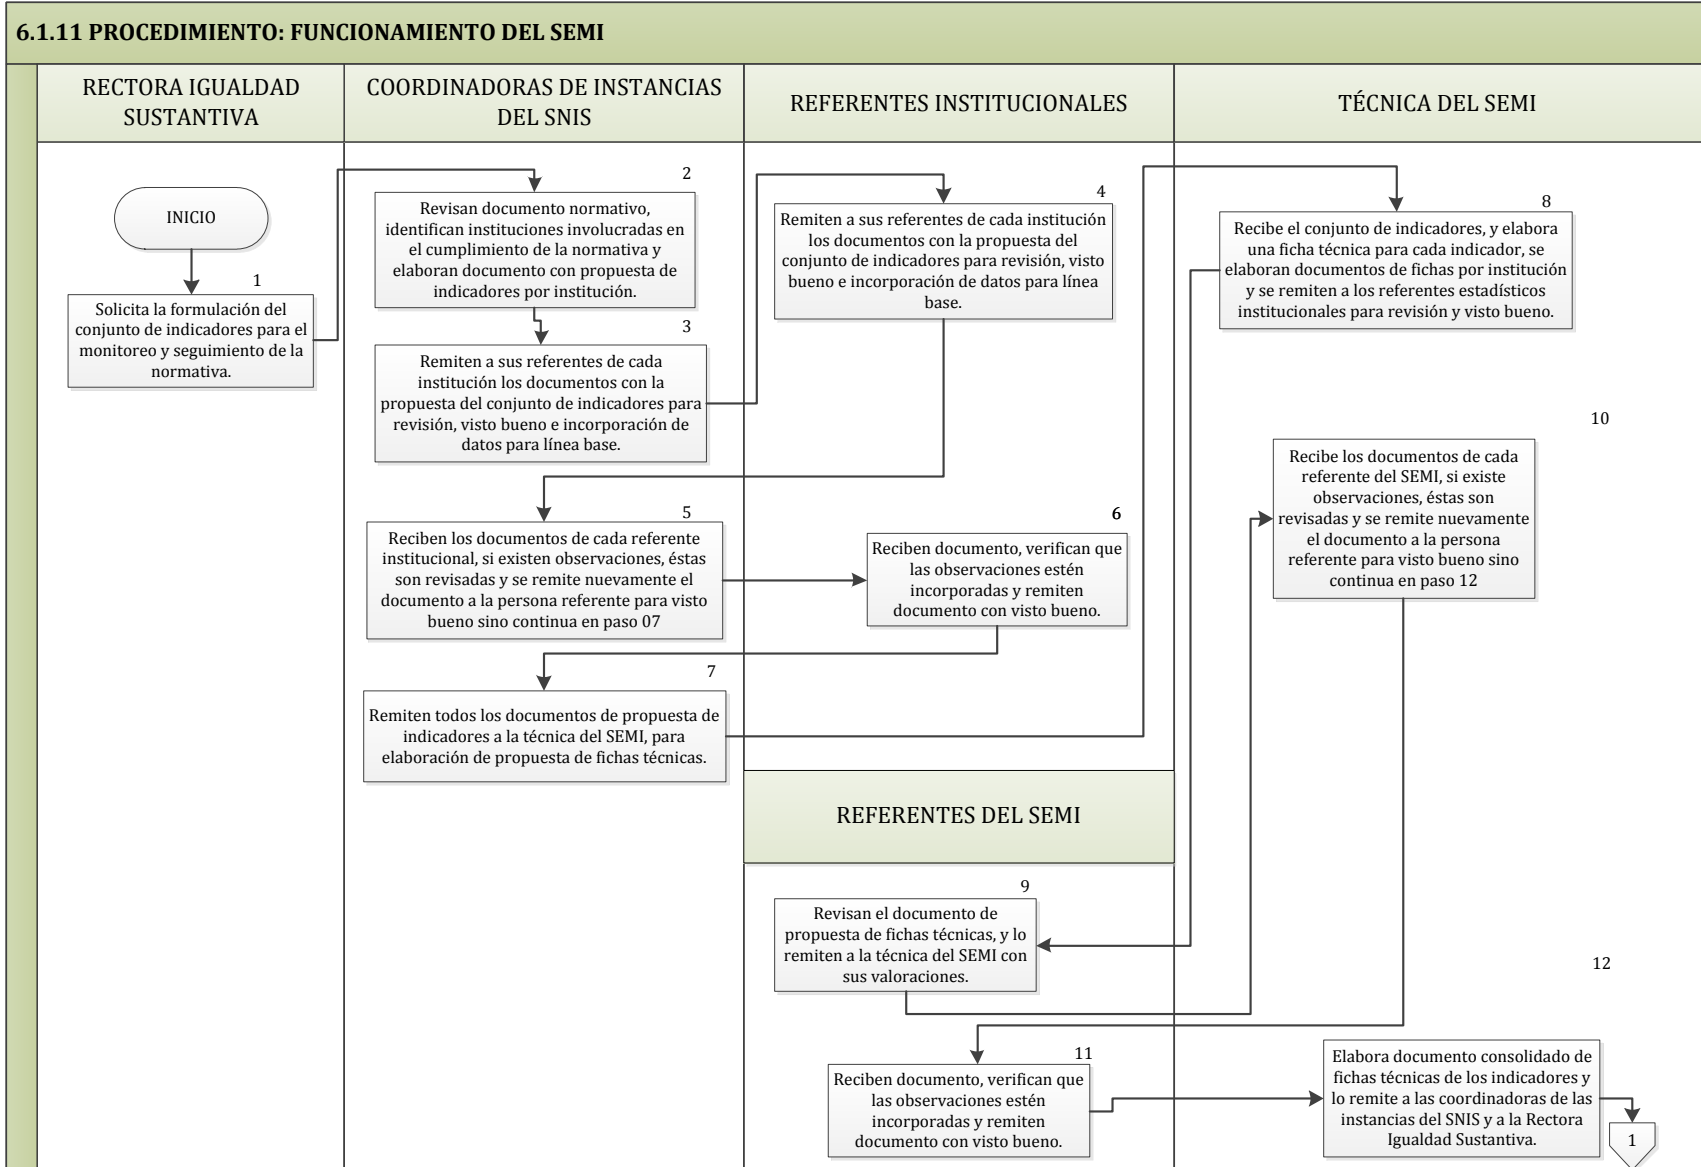 6.1.11 PROCEDIMIENTO: FUNCIONAMIENTO DEL SEMI
RECTORA IGUALDAD
SUSTANTIVA
COORDINADORAS DE INSTANCIAS
DEL SNIS
REFERENTES INSTITUCIONALES
TÉCNICA DEL SEMI
INICIO
1
Solicita la formulación del
conjunto de indicadores para el
monitoreo y seguimiento de la
normativa.
2
Revisan documento normativo,
identifican instituciones involucradas en
el cumplimiento de la normativa y
elaboran documento con propuesta de
indicadores por institución.
3
Remiten a sus referentes de cada
institución los documentos con la
propuesta del conjunto de indicadores para
revisión, visto bueno e incorporación de
datos para línea base.
4
Remiten a sus referentes de cada institución
los documentos con la propuesta del
conjunto de indicadores para revisión, visto
bueno e incorporación de datos para línea
base.
5
Reciben los documentos de cada referente
institucional, si existen observaciones, éstas
son revisadas y se remite nuevamente el
documento a la persona referente para visto
bueno sino continua en paso 07
6
Reciben documento, verifican que
las observaciones estén
incorporadas y remiten
documento con visto bueno.
7
Remiten todos los documentos de propuesta de
indicadores a la técnica del SEMI, para
elaboración de propuesta de fichas técnicas.
8
Recibe el conjunto de indicadores, y elabora
una ficha técnica para cada indicador, se
elaboran documentos de fichas por institución
y se remiten a los referentes estadísticos
institucionales para revisión y visto bueno.
REFERENTES DEL SEMI
9
Revisan el documento de
propuesta de fichas técnicas, y lo
remiten a la técnica del SEMI con
sus valoraciones.
10
Recibe los documentos de cada
referente del SEMI, si existe
observaciones, éstas son
revisadas y se remite nuevamente
el documento a la persona
referente para visto bueno sino
continua en paso 12
11
Reciben documento, verifican que
las observaciones estén
incorporadas y remiten
documento con visto bueno.
12
Elabora documento consolidado de
fichas técnicas de los indicadores y
lo remite a las coordinadoras de las
instancias del SNIS y a la Rectora
Igualdad Sustantiva.
1